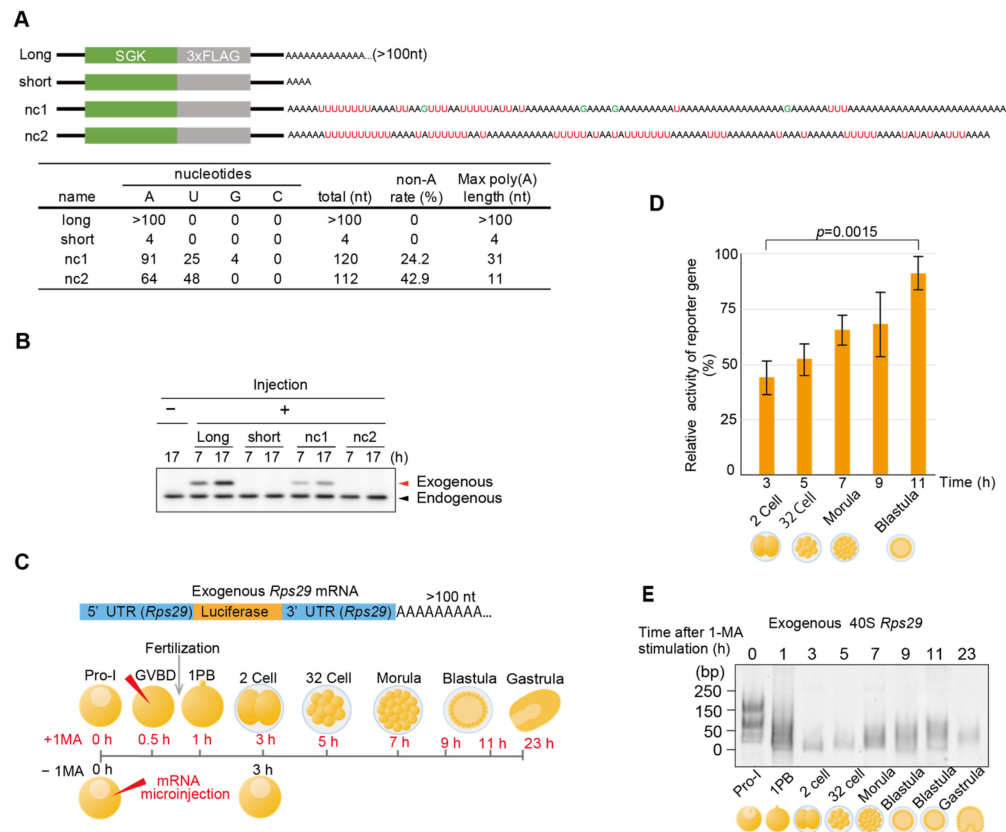 A
Long SGK 3xFLAG AAAAAAAAAAAAA...(>100nt)
short AAAA
nc1
nc2
nucleotides
name A U G C total (nt) non-A rate (%) Max poly(A) length (nt)
long >100 0 0 0 >100 0 >100
short 4 0 0 0 4 0 4
nc1 91 25 4 0 120 24.2 31
nc2 64 48 0 0 112 42.9 11
B
Injection
− +
Long short nc1 nc2
17 7 17 7 17 7 17 7 17 (h)
Exogenous
Endogenous
C
Exogenous Rps29 mRNA
>100 nt
5' UTR (Rps29) Luciferase 3' UTR (Rps29) AAAAAAAAA...
Fertilization
Pro-I GVBD 1PB 2 Cell 32 Cell Morula Blastula Gastrula
+1MA 0 h 0.5 h 1 h 3 h 5 h 7 h 9 h 11 h 23 h
− 1MA 0 h 3 h
mRNA
microinjection
D
p=0.0015
Relative activity of reporter gene
(%)
100
75
50
25
0
3 5 7 9 11 Time (h)
2 Cell 32 Cell Morula Blastula
E
Exogenous 40S Rps29
Time after 1-MA
stimulation (h) 0 1 3 5 7 9 11 23
(bp)
250
150
50
0
Pro-I 1PB 2 cell 32 cell Morula Blastula Blastula Gastrula